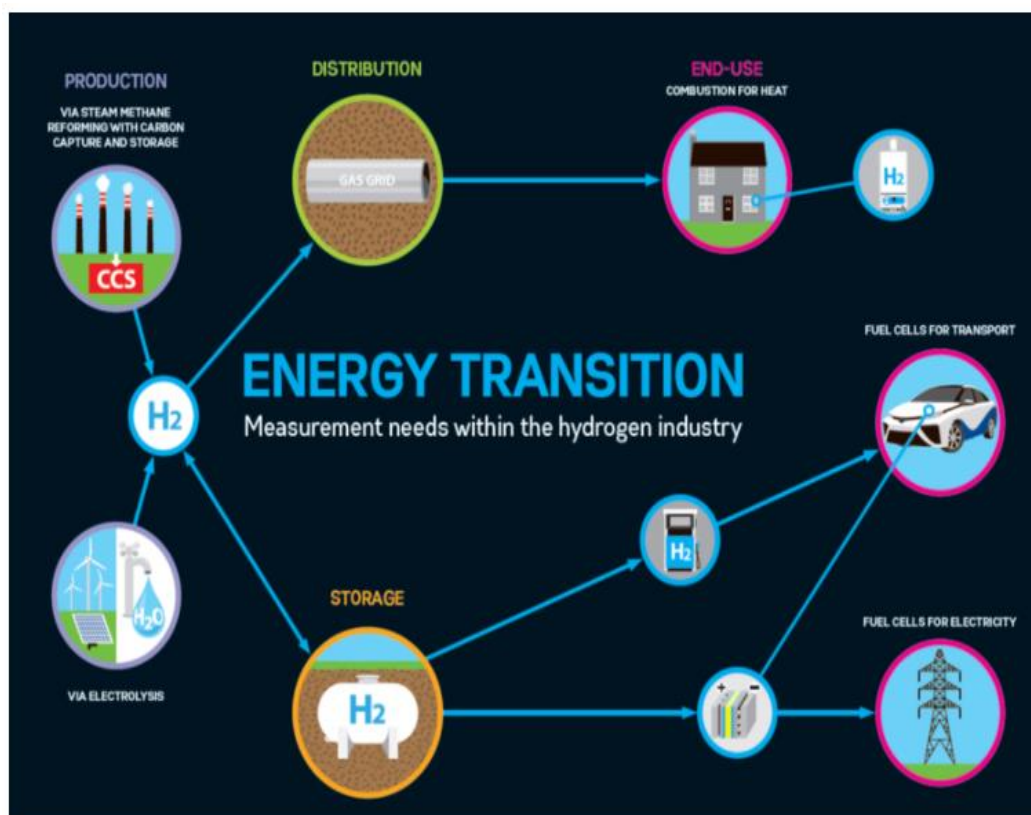 PRODUCTION
VIA STEAM METHANE
REFORMING WITH CARBON
CAPTURE AND STORAGE
CCS
DISTRIBUTION
GAS GRID
END-USE
COMBUSTION FOR HEAT
H2
H2
ENERGY TRANSITION
Measurement needs within the hydrogen industry
FUEL CELLS FOR TRANSPORT
H2
H2O
VIA ELECTROLYSIS
STORAGE
H2
+ -
FUEL CELLS FOR ELECTRICITY